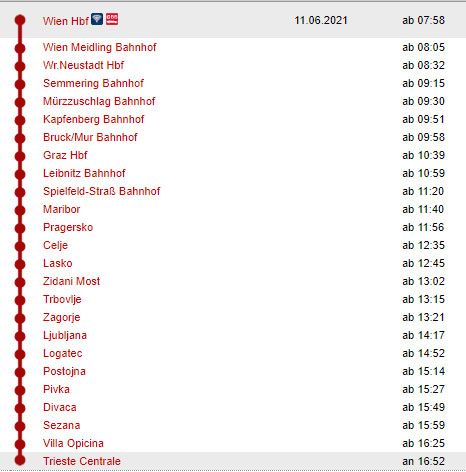 Wien Hbf 11.06.2021 ab 07:58
Wien Meidling Bahnhof ab 08:05
Wr.Neustadt Hbf ab 08:32
Semmering Bahnhof ab 09:15
Mürzzuschlag Bahnhof ab 09:30
Kapfenberg Bahnhof ab 09:51
Bruck/Mur Bahnhof ab 09:58
Graz Hbf ab 10:39
Leibnitz Bahnhof ab 10:59
Spielfeld-Straß Bahnhof ab 11:20
Maribor ab 11:40
Pragersko ab 11:56
Celje ab 12:35
Lasko ab 12:45
Zidani Most ab 13:02
Trbovlje ab 13:15
Zagorje ab 13:21
Ljubljana ab 14:17
Logatec ab 14:52
Postojna ab 15:14
Pivka ab 15:27
Divaca ab 15:49
Sezana ab 15:59
Villa Opicina ab 16:25
Trieste Centrale an 16:52